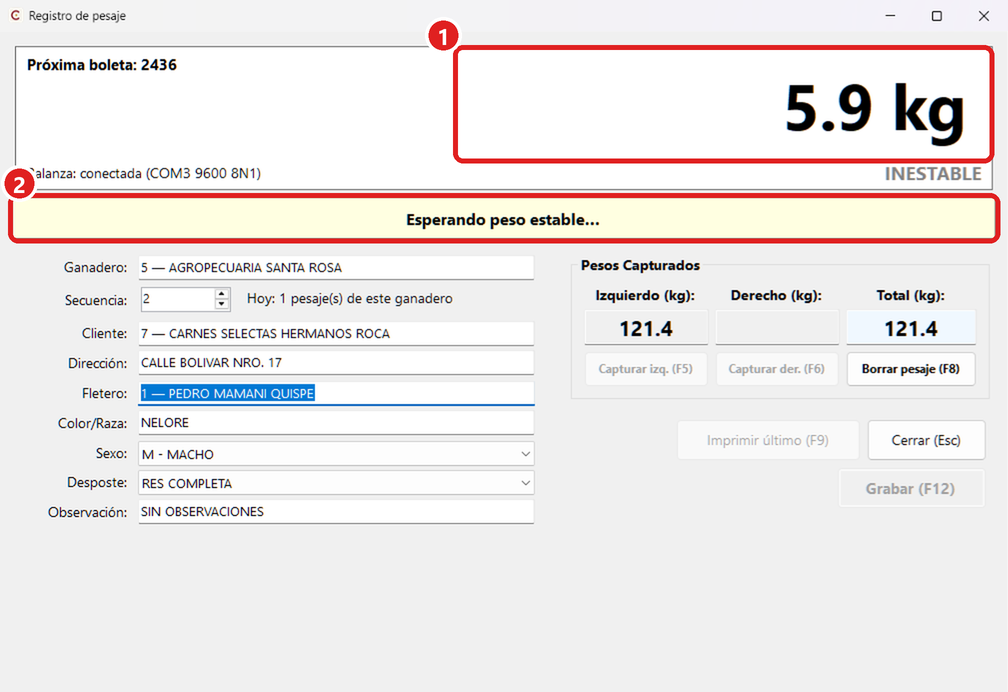 Registro de pesaje
1
Próxima boleta: 2436
5.9 kg
Balanza: conectada (COM3 9600 8N1)
INESTABLE
2
Esperando peso estable...
Ganadero: 5 — AGROPECUARIA SANTA ROSA
Secuencia: 2 Hoy: 1 pesaje(s) de este ganadero
Cliente: 7 — CARNES SELECTAS HERMANOS ROCA
Dirección: CALLE BOLIVAR NRO. 17
Fletero: 1 — PEDRO MAMANI QUISPE
Color/Raza: NELORE
Sexo: M - MACHO
Desposte: RES COMPLETA
Observación: SIN OBSERVACIONES
Pesos Capturados
Izquierdo (kg): Derecho (kg): Total (kg):
121.4 121.4
Capturar izq. (F5) Capturar der. (F6) Borrar pesaje (F8)
Imprimir último (F9) Cerrar (Esc)
Grabar (F12)